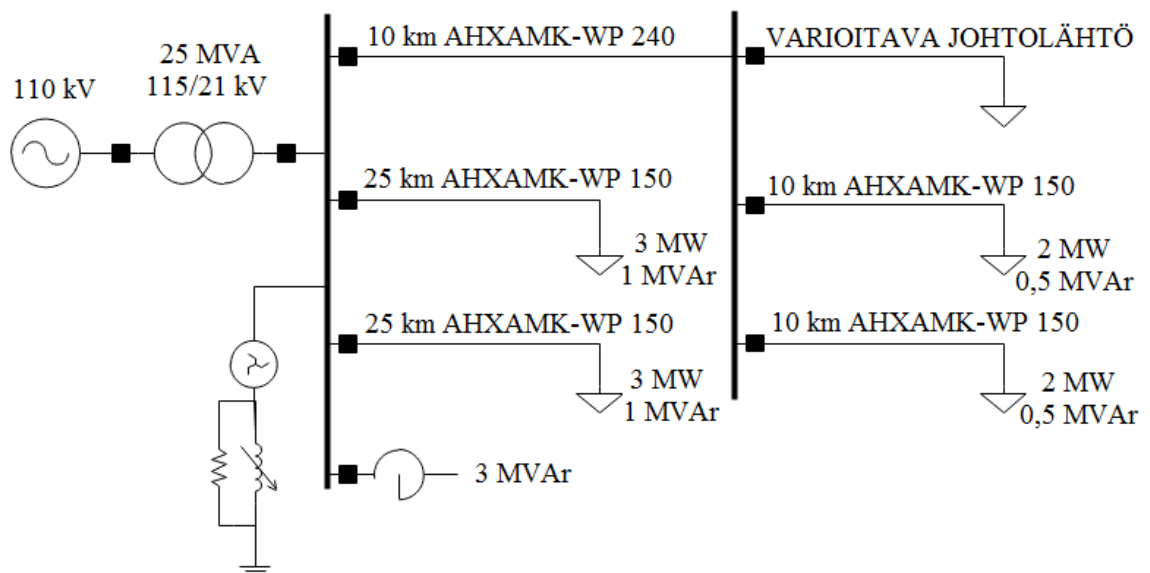 110 kV
25 MVA
115/21 kV
10 km AHXAMK-WP 240
VARIOITAVA JOHTOLÄHTÖ
25 km AHXAMK-WP 150
3 MW
1 MVAr
10 km AHXAMK-WP 150
2 MW
0,5 MVAr
25 km AHXAMK-WP 150
3 MW
1 MVAr
10 km AHXAMK-WP 150
2 MW
0,5 MVAr
3 MVAr